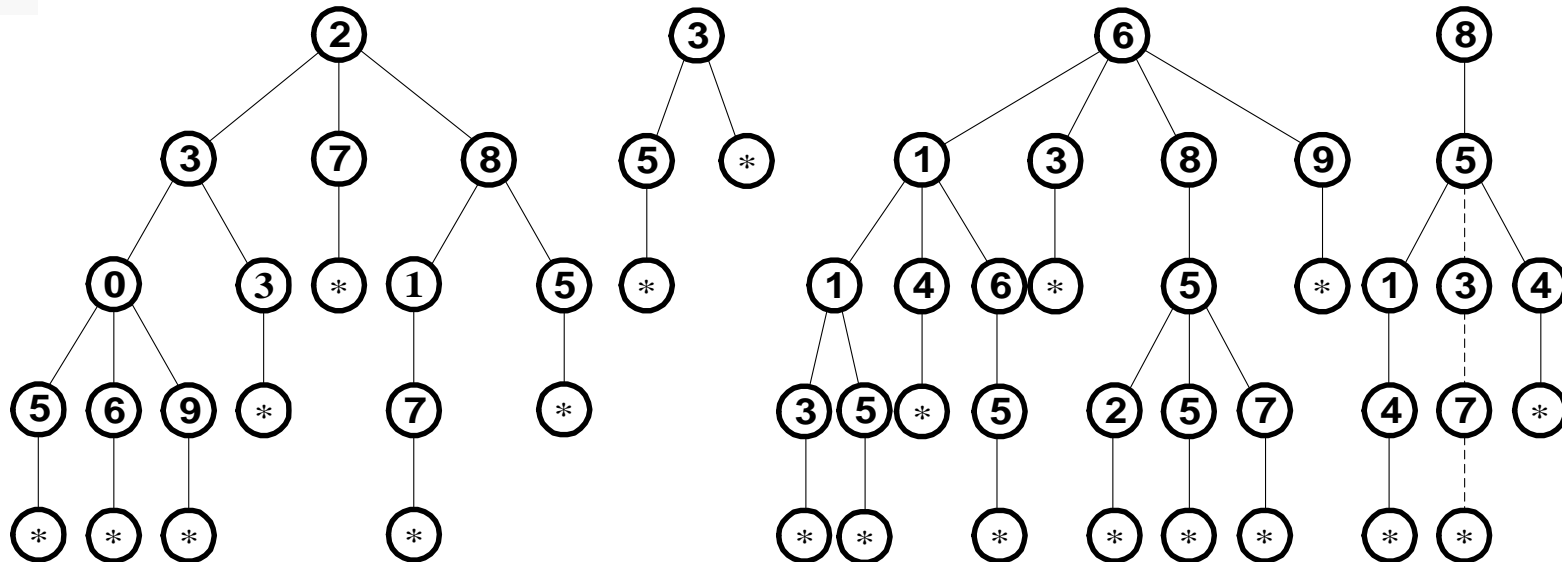 2 3 6 8
3 7 8 5 * 1 3 8 9 5
0 3 * 1 5 * 1 4 6 * 5 * 1 3 4
5 6 9 * 7 * 3 5 * 5 2 5 7 4 7 *
* * * * * * * * * * * *